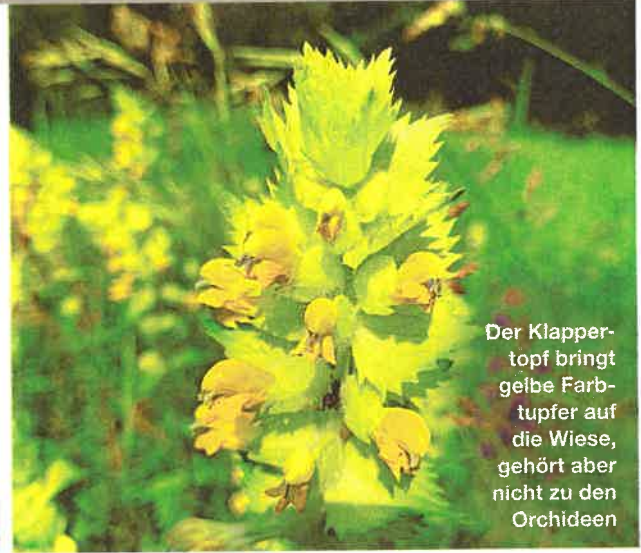 Der Klapper-
topf bringt
gelbe Farb-
tupfer auf
die Wiese,
gehört aber
nicht zu den
Orchideen